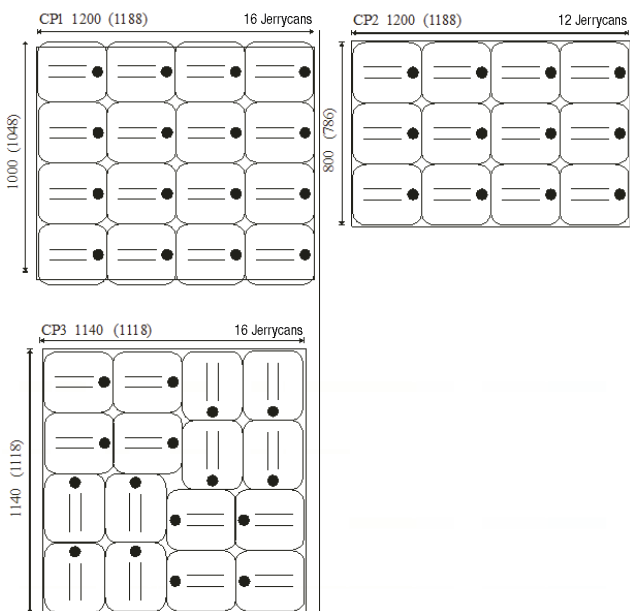 CP1 1200 (1188) 16 Jerrycans
1000 (1048)
CP2 1200 (1188) 12 Jerrycans
800 (786)
CP3 1140 (1118) 16 Jerrycans
1140 (1118)